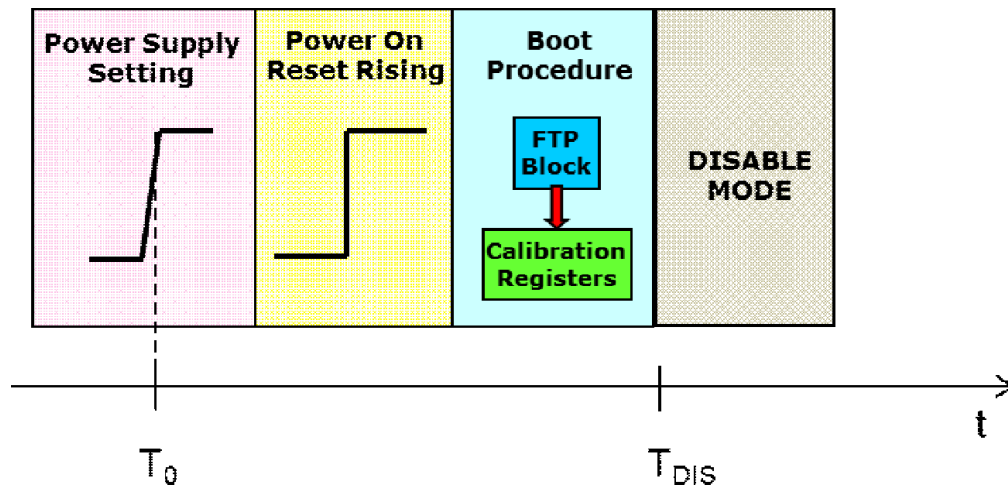 Power Supply
Setting
Power On
Reset Rising
Boot
Procedure
FTP
Block
Calibration
Registers
DISABLE
MODE
t
T0
TDIS